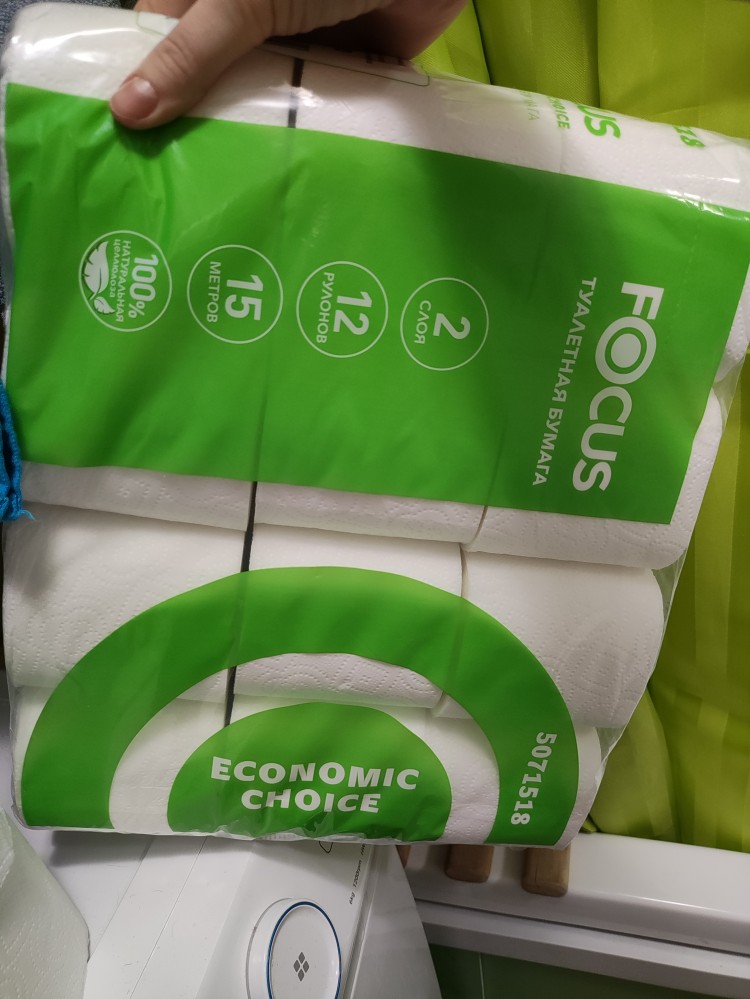 FOCUS
ТУАЛЕТНАЯ БУМАГА
2
СЛОЯ
12
РУЛОНОВ
15
МЕТРОВ
100%
НАТУРАЛЬНАЯ
ЦЕЛЛЮЛОЗА
5071518
ECONOMIC
CHOICE